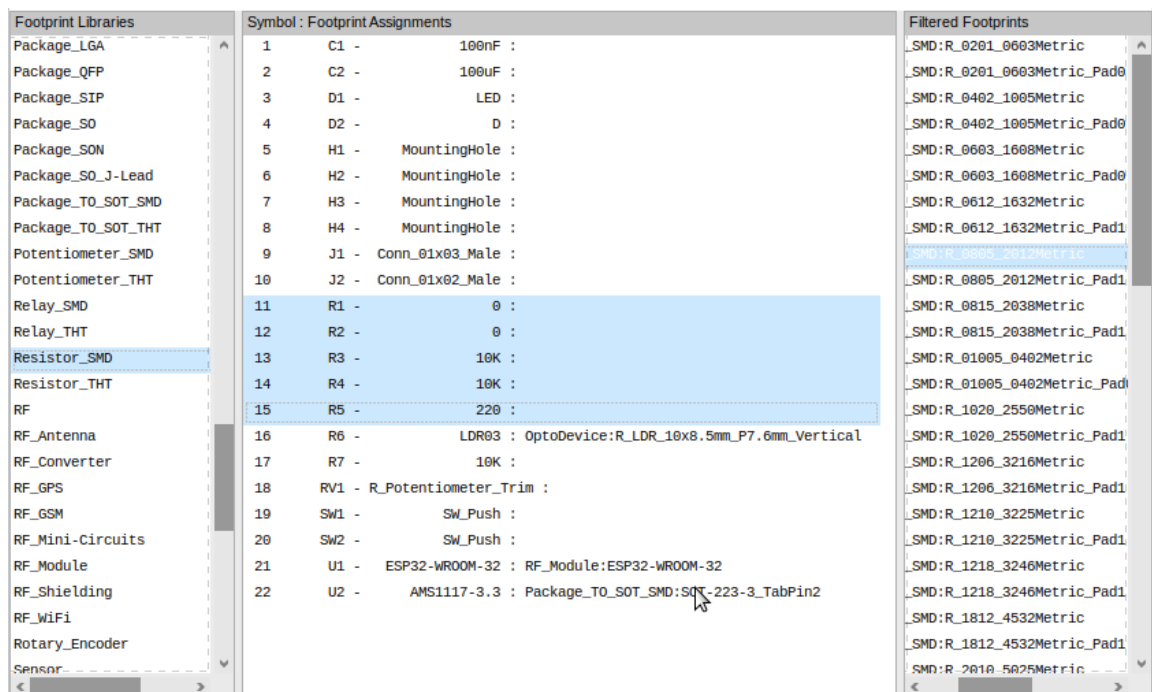 Footprint Libraries
Package_LGA
Package_QFP
Package_SIP
Package_SO
Package_SON
Package_SO_J-Lead
Package_TO_SOT_SMD
Package_TO_SOT_THT
Potentiometer_SMD
Potentiometer_THT
Relay_SMD
Relay_THT
Resistor_SMD
Resistor_THT
RF
RF_Antenna
RF_Converter
RF_GPS
RF_GSM
RF_Mini-Circuits
RF_Module
RF_Shielding
RF_WiFi
Rotary_Encoder
Sensor
Symbol : Footprint Assignments
1 C1 - 100nF :
2 C2 - 100uF :
3 D1 - LED :
4 D2 - D :
5 H1 - MountingHole :
6 H2 - MountingHole :
7 H3 - MountingHole :
8 H4 - MountingHole :
9 J1 - Conn_01x03_Male :
10 J2 - Conn_01x02_Male :
11 R1 - 0 :
12 R2 - 0 :
13 R3 - 10K :
14 R4 - 10K :
15 R5 - 220 :
16 R6 - LDR03 : OptoDevice:R_LDR_10x8.5mm_P7.6mm_Vertical
17 R7 - 10K :
18 RV1 - R_Potentiometer_Trim :
19 SW1 - SW_Push :
20 SW2 - SW_Push :
21 U1 - ESP32-WROOM-32 : RF_Module:ESP32-WROOM-32
22 U2 - AMS1117-3.3 : Package_TO_SOT_SMD:SOT-223-3_TabPin2
Filtered Footprints
_SMD:R_0201_0603Metric
_SMD:R_0201_0603Metric_Pad0
_SMD:R_0402_1005Metric
_SMD:R_0402_1005Metric_Pad0
_SMD:R_0603_1608Metric
_SMD:R_0603_1608Metric_Pad0
_SMD:R_0612_1632Metric
_SMD:R_0612_1632Metric_Pad1
_SMD:R_0805_2012Metric
_SMD:R_0805_2012Metric_Pad1
_SMD:R_0815_2038Metric
_SMD:R_0815_2038Metric_Pad1
_SMD:R_01005_0402Metric
_SMD:R_01005_0402Metric_Pad
_SMD:R_1020_2550Metric
_SMD:R_1020_2550Metric_Pad1
_SMD:R_1206_3216Metric
_SMD:R_1206_3216Metric_Pad1
_SMD:R_1210_3225Metric
_SMD:R_1210_3225Metric_Pad1
_SMD:R_1218_3246Metric
_SMD:R_1218_3246Metric_Pad1
_SMD:R_1812_4532Metric
_SMD:R_1812_4532Metric_Pad1
_SMD:R_2010_5025Metric